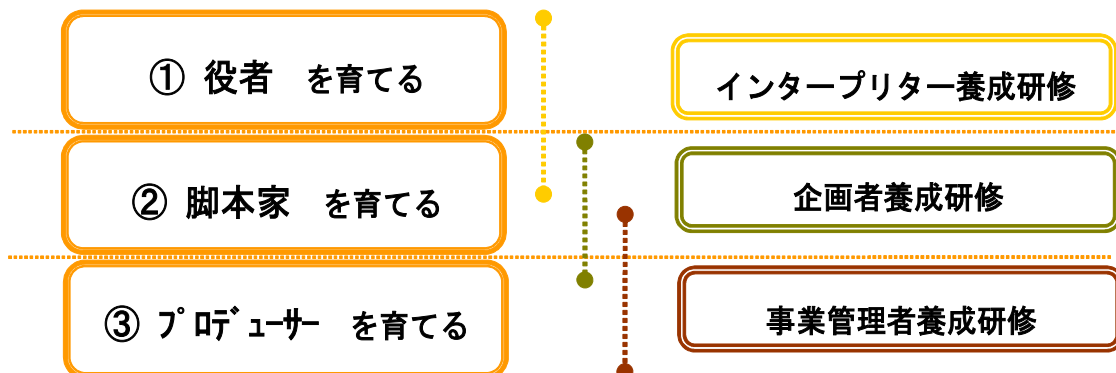 ① 役者 を育てる
インタープリター養成研修
② 脚本家 を育てる
企画者養成研修
③ プロデューサー を育てる
事業管理者養成研修